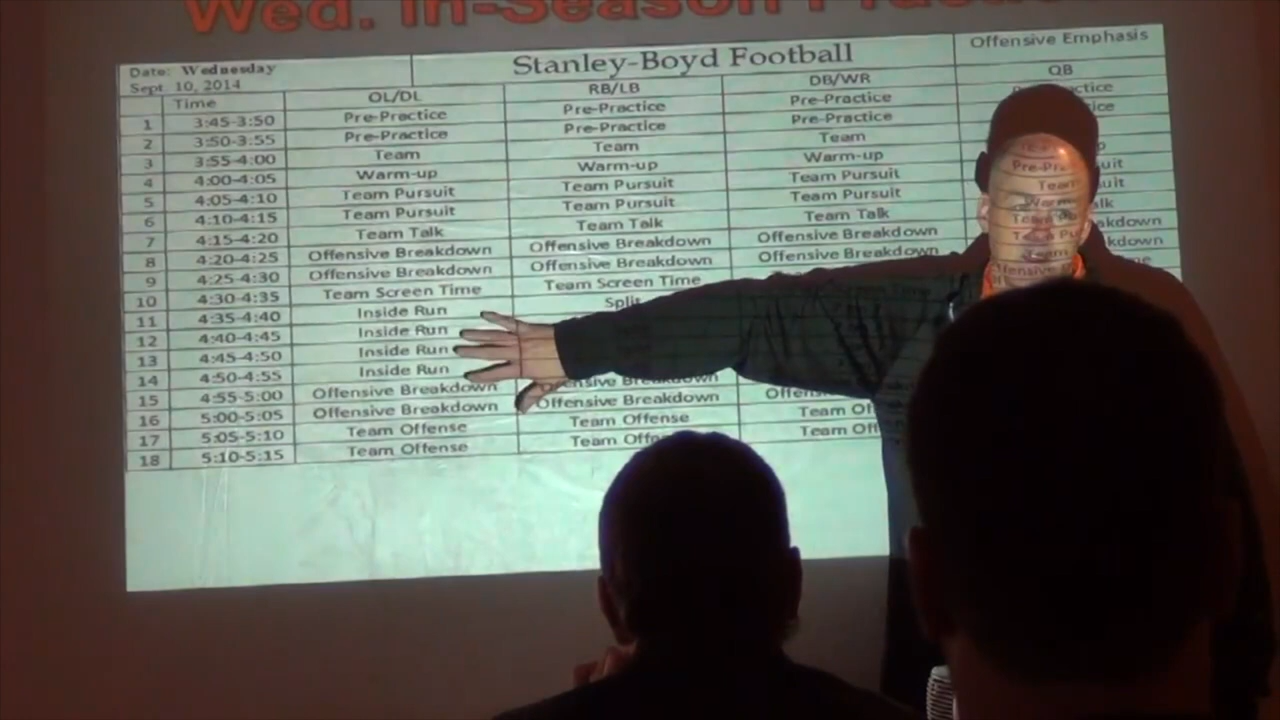 Wed. In-Season
Date: Wednesday Stanley-Boyd Football Offensive Emphasis
Sept. 10, 2014
Time OL/DL RB/LB DB/WR QB
1 3:45-3:50 Pre-Practice Pre-Practice Pre-Practice
2 3:50-3:55 Pre-Practice Pre-Practice Pre-Practice
3 3:55-4:00 Team Team Team
4 4:00-4:05 Warm-up Warm-up Warm-up
5 4:05-4:10 Team Pursuit Team Pursuit Team Pursuit
6 4:10-4:15 Team Pursuit Team Pursuit Team Pursuit
7 4:15-4:20 Team Talk Team Talk Team Talk
8 4:20-4:25 Offensive Breakdown Offensive Breakdown Offensive Breakdown
9 4:25-4:30 Offensive Breakdown Offensive Breakdown Offensive Breakdown
10 4:30-4:35 Team Screen Time Team Screen Time
11 4:35-4:40 Inside Run Split
12 4:40-4:45 Inside Run
13 4:45-4:50 Inside Run
14 4:50-4:55 Inside Run
15 4:55-5:00 Offensive Breakdown
16 5:00-5:05 Offensive Breakdown Offensive Breakdown
17 5:05-5:10 Team Offense Team Offense Team
18 5:10-5:15 Team Offense Team Team